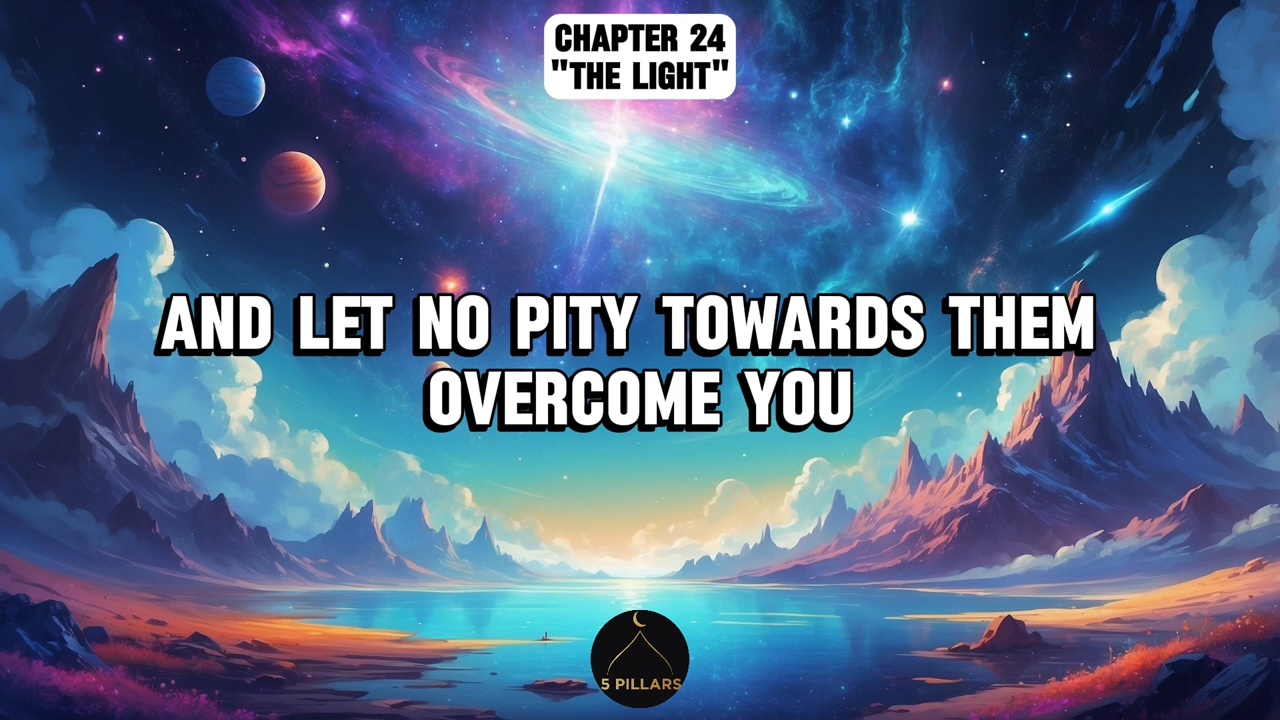 CHAPTER 24
"THE LIGHT"
AND LET NO PITY TOWARDS THEM
OVERCOME YOU
5 PILLARS